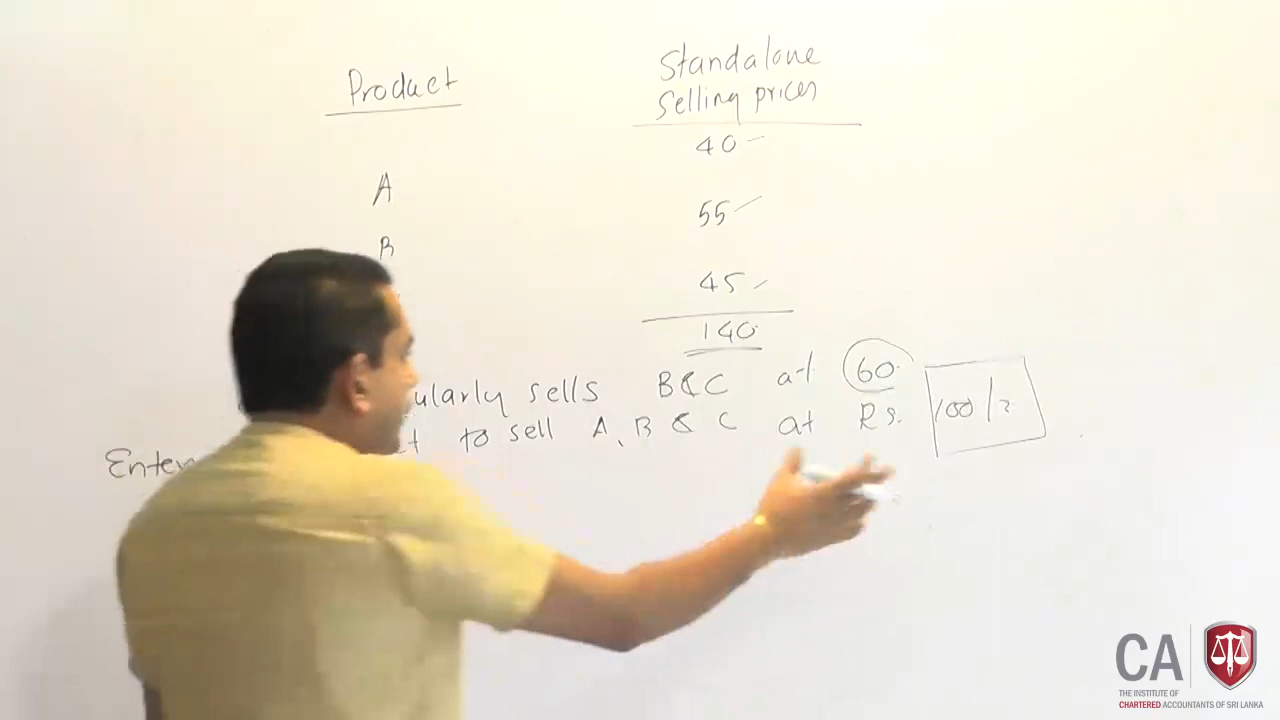 Product
Standalone
selling prices
40
A
55
B
45
140
ularly sells B & C at 60
to sell A, B & C at Rs. 100/=
Enter
CA
THE INSTITUTE OF
CHARTERED ACCOUNTANTS OF SRI LANKA